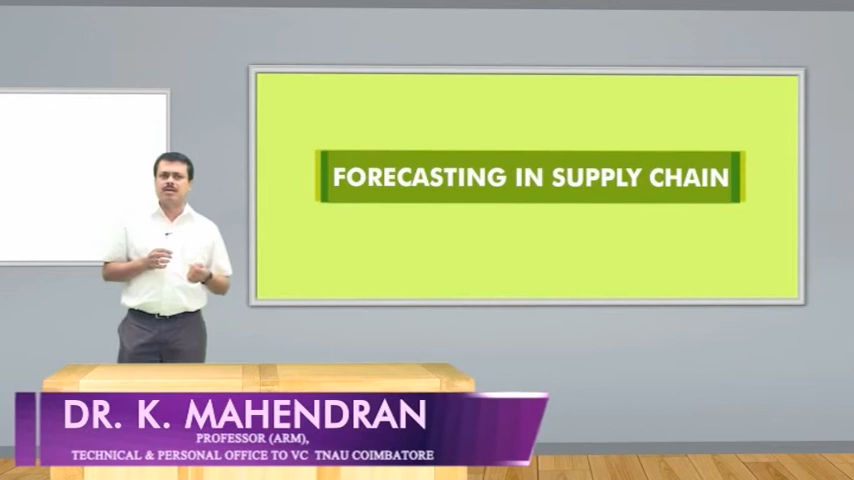 FORECASTING IN SUPPLY CHAIN
DR. K. MAHENDRAN
PROFESSOR (ARM),
TECHNICAL & PERSONAL OFFICE TO VC TNAU COIMBATORE